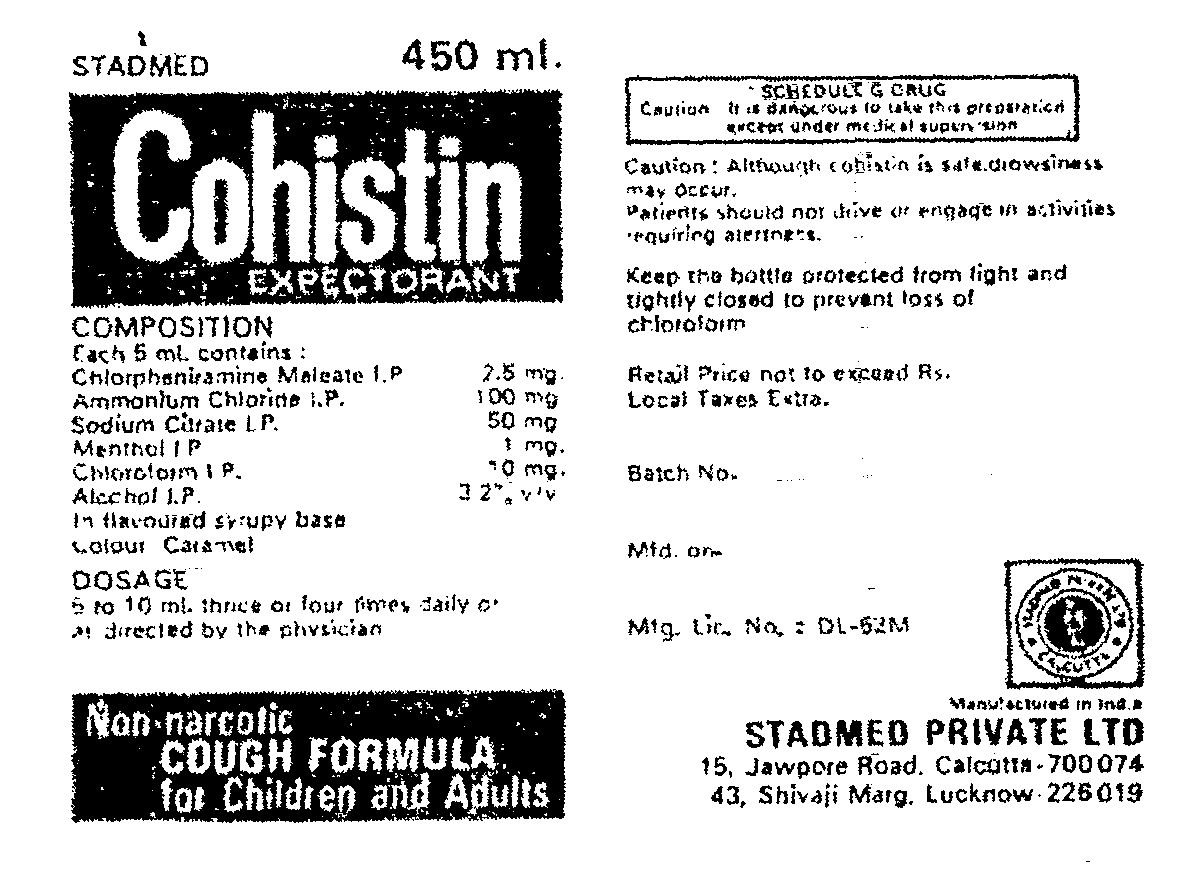 STADMED 450 ml.
Cohistin
EXPECTORANT
COMPOSITION
Each 5 ml. contains :
Chlorpheniramine Maleate I.P. 2.5 mg.
Ammonium Chloride I.P. 100 mg
Sodium Citrate I.P. 50 mg
Menthol I.P. 1 mg.
Chloroform I.P. 10 mg.
Alcohol I.P. v/v
In flavoured syrupy base
Colour Caramel
DOSAGE
5 to 10 ml. thrice or four times daily or
as directed by the physician
Non-narcotic
COUGH FORMULA
for Children and Adults
SCHEDULE G DRUG
Caution It is dangerous to take this preparation
except under medical supervision
Caution : Although cohistin is safe,drowsiness
may occur.
Patients should not drive or engage in activities
requiring alertness.
Keep the bottle protected from light and
tightly closed to prevent loss of
chloroform
Retail Price not to exceed Rs.
Local Taxes Extra.
Batch No.
Mfd. on
Mfg. Lic. No. : DL-52M
STADMED PRIVATE LTD
CALCUTTA
Manufactured in India
STADMED PRIVATE LTD
15, Jawpore Road, Calcutta-700074
43, Shivaji Marg, Lucknow-226019